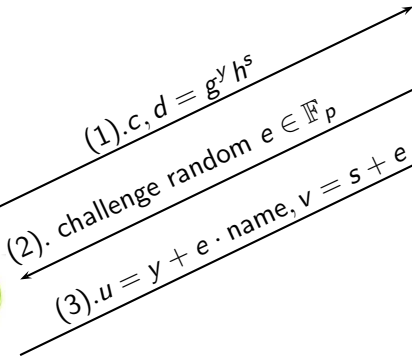 (1).c, d = g^y h^s
(2). challenge random e ∈ 𝔽_p
(3).u = y + e · name, v = s + e